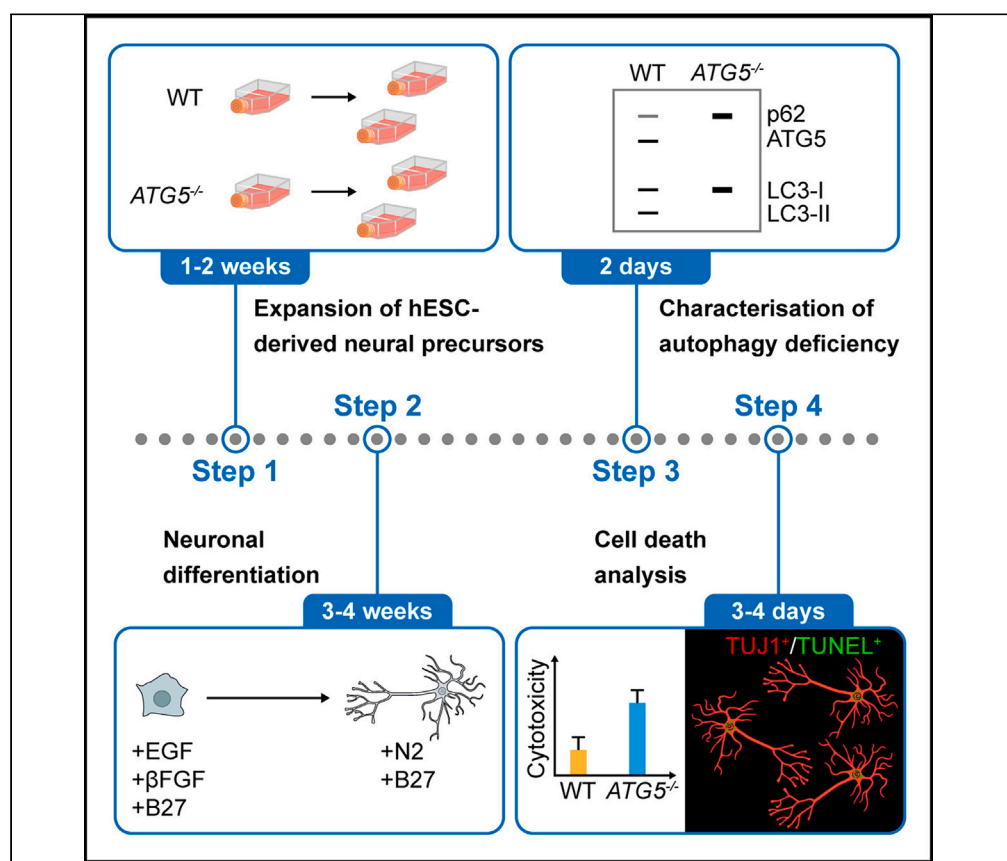 WT
ATG5-/-
1-2 weeks
Expansion of hESC-
derived neural precursors
WT ATG5-/-
p62
ATG5
LC3-I
LC3-II
2 days
Characterisation of
autophagy deficiency
Step 1
Step 2
Step 3
Step 4
Neuronal
differentiation
3-4 weeks
+EGF
+βFGF
+B27
+N2
+B27
Cell death
analysis
3-4 days
Cytotoxicity
WT ATG5-/-
TUJ1+/TUNEL+